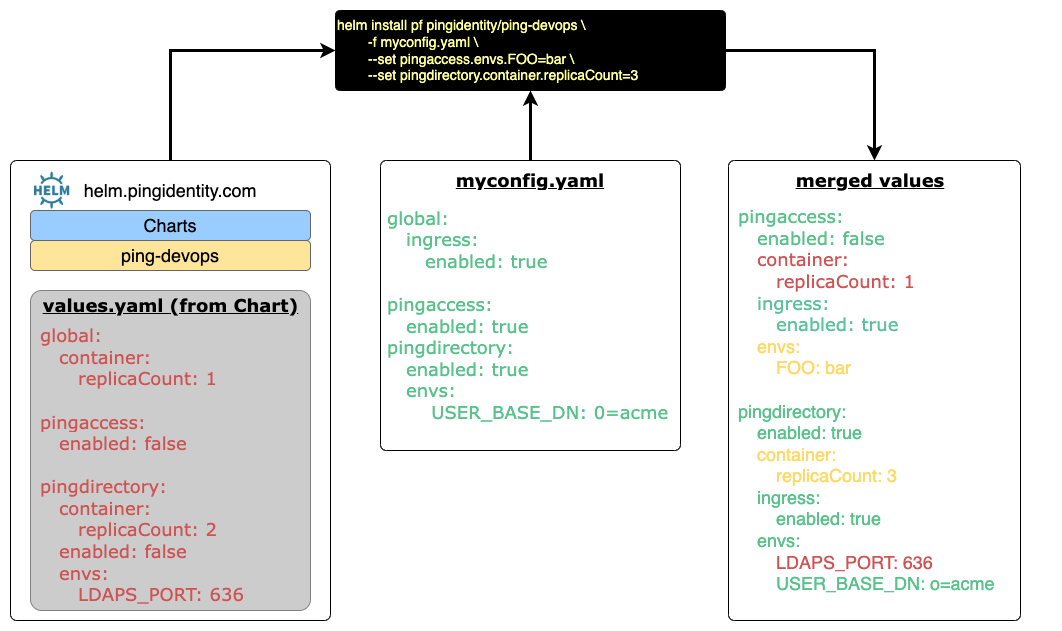 helm install pf pingidentity/ping-devops \
-f myconfig.yaml \
--set pingaccess.envs.FOO=bar \
--set pingdirectory.container.replicaCount=3
HELM
helm.pingidentity.com
Charts
ping-devops
values.yaml (from Chart)
global:
container:
replicaCount: 1
pingaccess:
enabled: false
pingdirectory:
container:
replicaCount: 2
enabled: false
envs:
LDAPS_PORT: 636
myconfig.yaml
global:
ingress:
enabled: true
pingaccess:
enabled: true
pingdirectory:
enabled: true
envs:
USER_BASE_DN: 0=acme
merged values
pingaccess:
enabled: false
container:
replicaCount: 1
ingress:
enabled: true
envs:
FOO: bar
pingdirectory:
enabled: true
container:
replicaCount: 3
ingress:
enabled: true
envs:
LDAPS_PORT: 636
USER_BASE_DN: o=acme